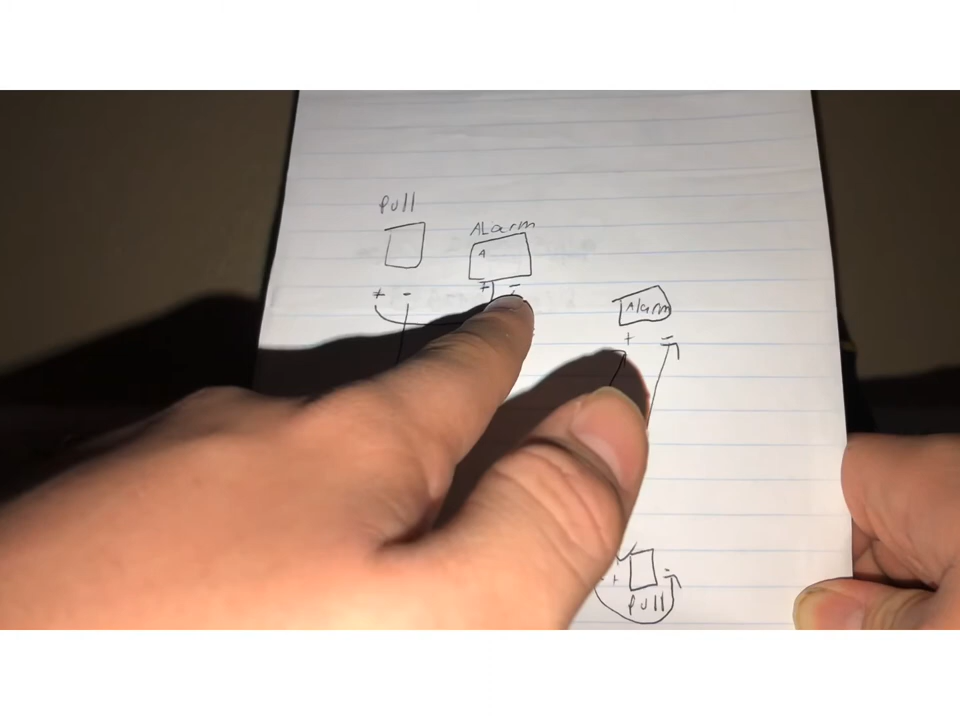 Pull
ALarm
A
+ -
+ -
Alarm
+ -
+ -
Pull